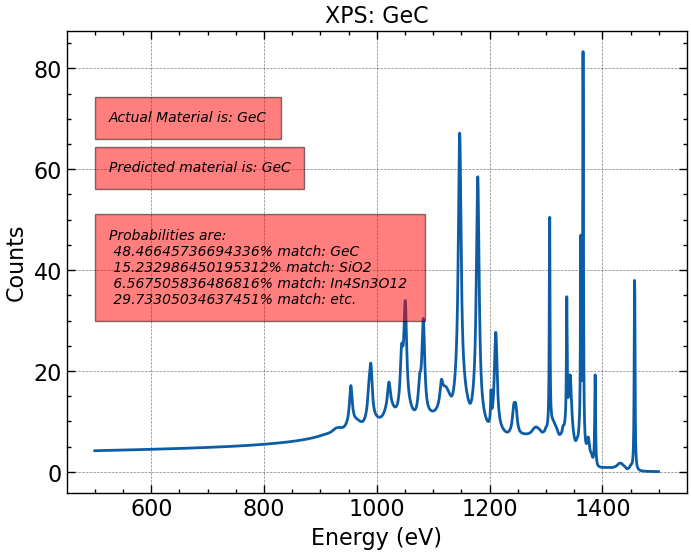 XPS: GeC
80
60
40
20
0
Counts
Actual Material is: GeC
Predicted material is: GeC
Probabilities are:
48.46645736694336% match: GeC
15.232986450195312% match: SiO2
6.567505836486816% match: In4Sn3O12
29.73305034637451% match: etc.
600 800 1000 1200 1400
Energy (eV)